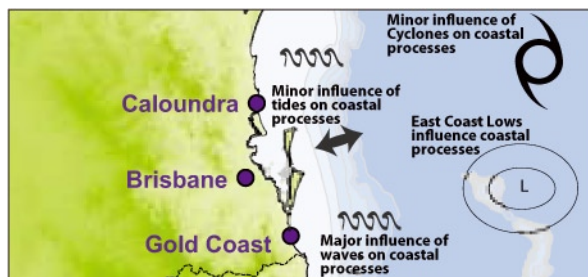 Minor influence of
Cyclones on coastal
processes
Caloundra
Minor influence of
tides on coastal
processes
East Coast Lows
influence coastal
processes
Brisbane
L
Gold Coast
Major influence of
waves on coastal
processes